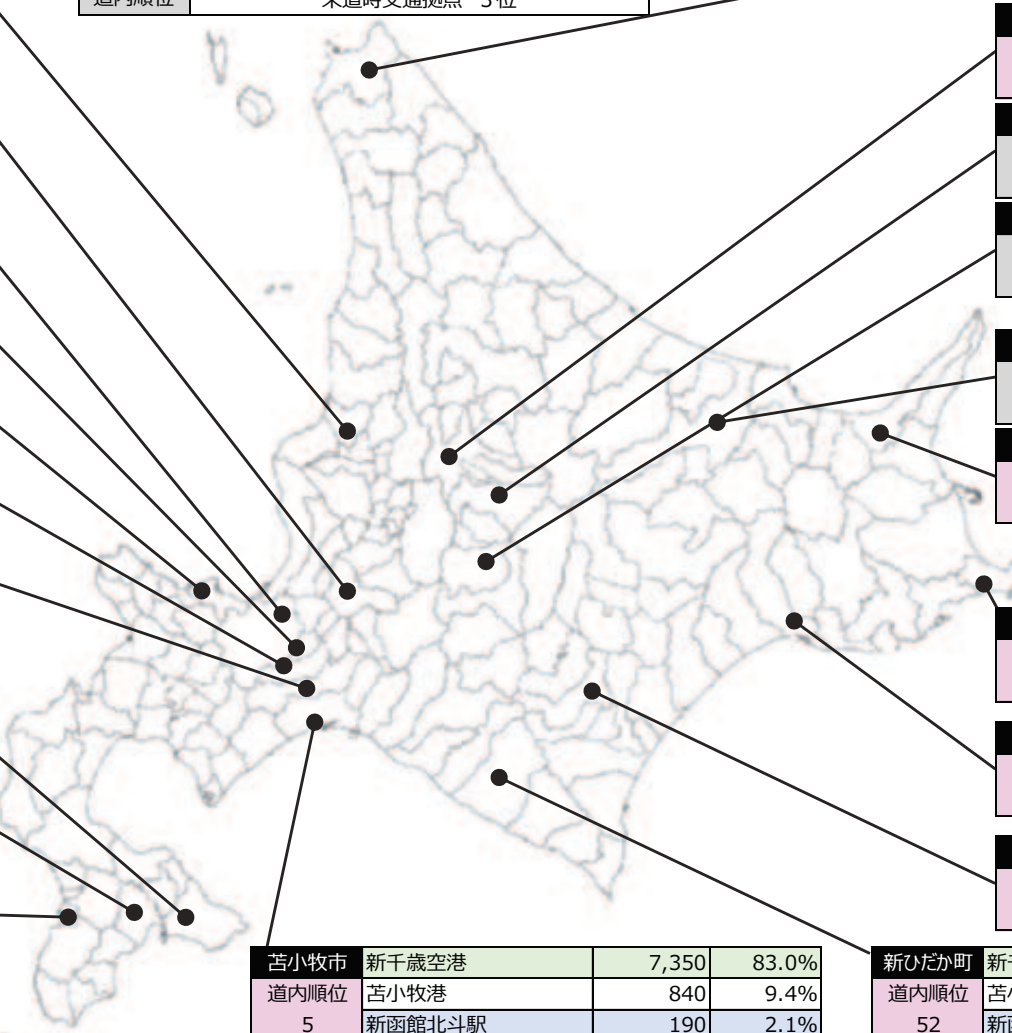 道内順位 来道時交通拠点 3位
苫小牧市 新千歳空港 7,350 83.0%
道内順位 苫小牧港 840 9.4%
5 新函館北斗駅 190 2.1%
新ひだか町
道内順位
52